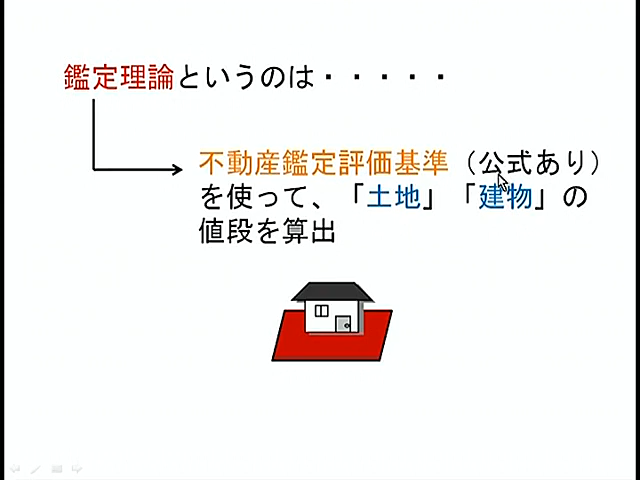 鑑定理論というのは・・・・・
不動産鑑定評価基準（公式あり）
を使って、「土地」「建物」の
値段を算出